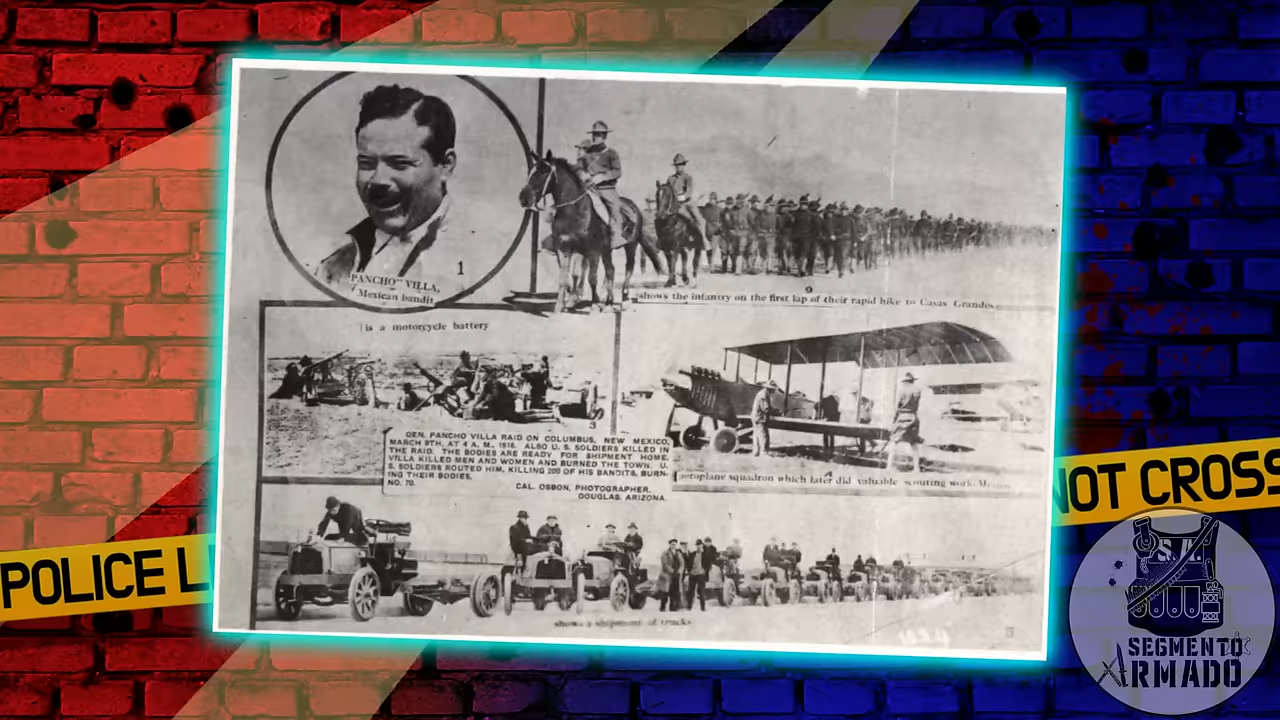 1
"PANCHO" VILLA,
Mexican bandit
2
shows the infantry on the first lap of their rapid hike to Casas Grandes.
is a motorcycle battery
3
GEN. PANCHO VILLA RAID ON COLUMBUS, NEW MEXICO,
MARCH 9TH, AT 4 A. M., 1916. ALSO U. S. SOLDIERS KILLED IN
THE RAID. THE BODIES ARE READY FOR SHIPMENT HOME.
VILLA KILLED MEN AND WOMEN AND BURNED THE TOWN. U.
S. SOLDIERS ROUTED HIM, KILLING 200 OF HIS BANDITS, BURN-
ING THEIR BODIES.
NO. 70.
CAL. OSBON, PHOTOGRAPHER,
DOUGLAS, ARIZONA.
4
aeroplane squadron which later did valuable scouting work
shows a shipment of trucks
5
POLICE L
NOT CROSS
S.A.
SEGMENTO
ARMADO